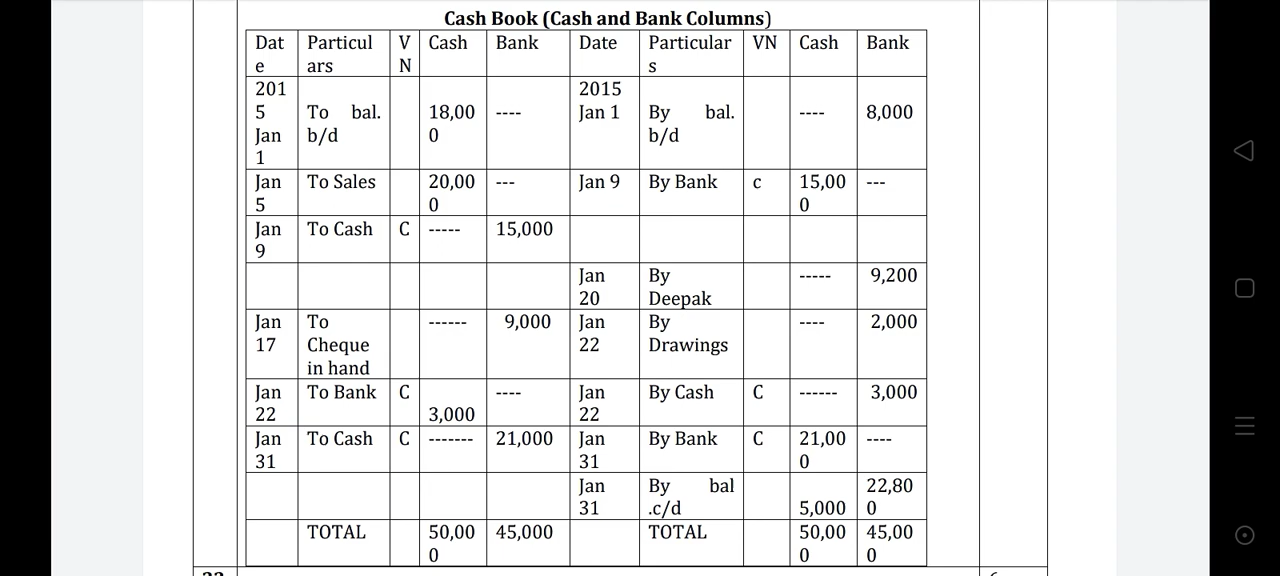 Cash Book (Cash and Bank Columns)
Dat Particul V Cash Bank Date Particular VN Cash Bank
e ars N s
201 2015
5 To bal. 18,00 ---- Jan 1 By bal. ---- 8,000
Jan b/d 0 b/d
1
Jan To Sales 20,00 --- Jan 9 By Bank c 15,00 ---
5 0 0
Jan To Cash C ----- 15,000
9
Jan By ----- 9,200
20 Deepak
Jan To ------ 9,000 Jan By ---- 2,000
17 Cheque 22 Drawings
in hand
Jan To Bank C ---- Jan By Cash C ------ 3,000
22 3,000 22
Jan To Cash C ------- 21,000 Jan By Bank C 21,00 ----
31 31 0
Jan By bal 22,80
31 .c/d 5,000 0
TOTAL 50,00 45,000 TOTAL 50,00 45,00
0 0 0